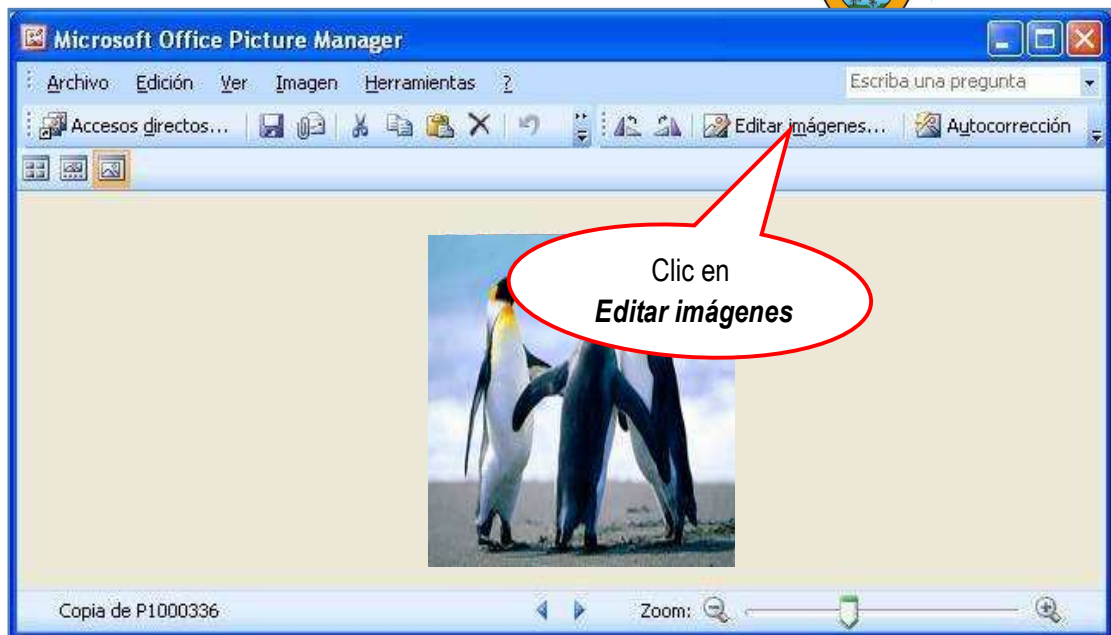 Microsoft Office Picture Manager
Archivo Edición Ver Imagen Herramientas ? Escriba una pregunta
Accesos directos... Editar imágenes... Autocorrección
Clic en
Editar imágenes
Copia de P1000336 Zoom: